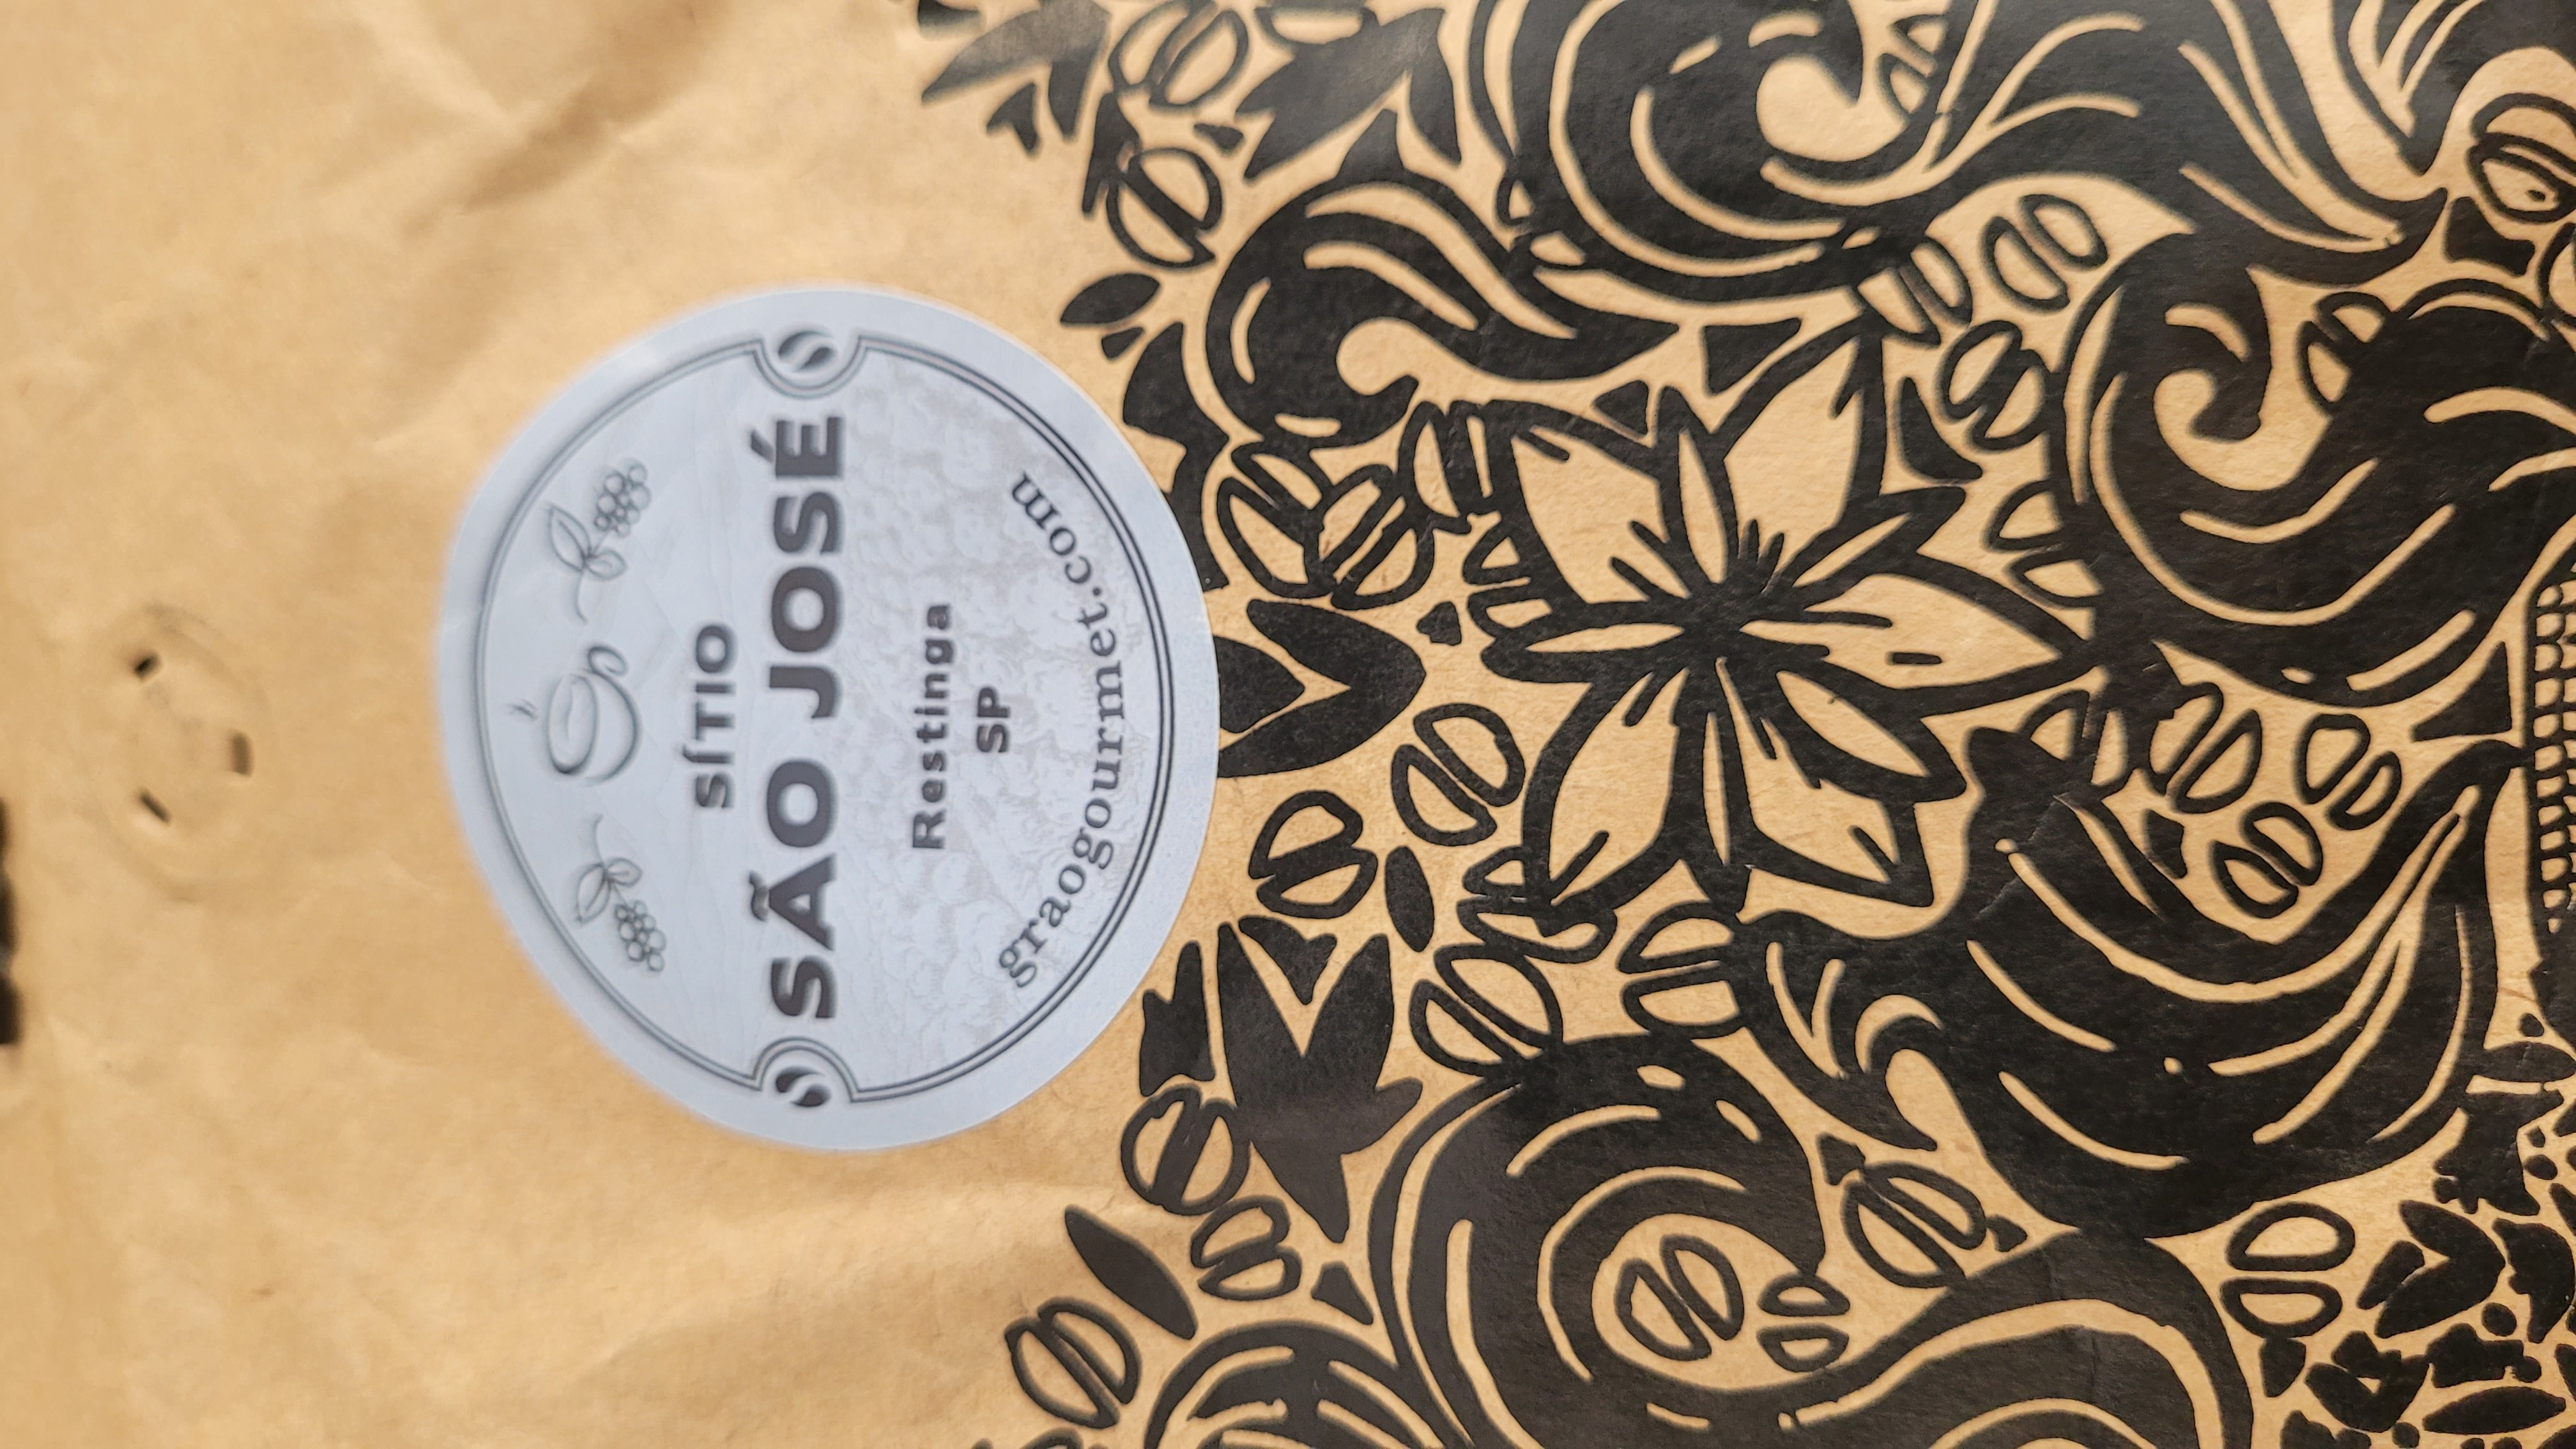 SÍTIO
SÃO JOSÉ
Restinga
SP
graogourmet.com